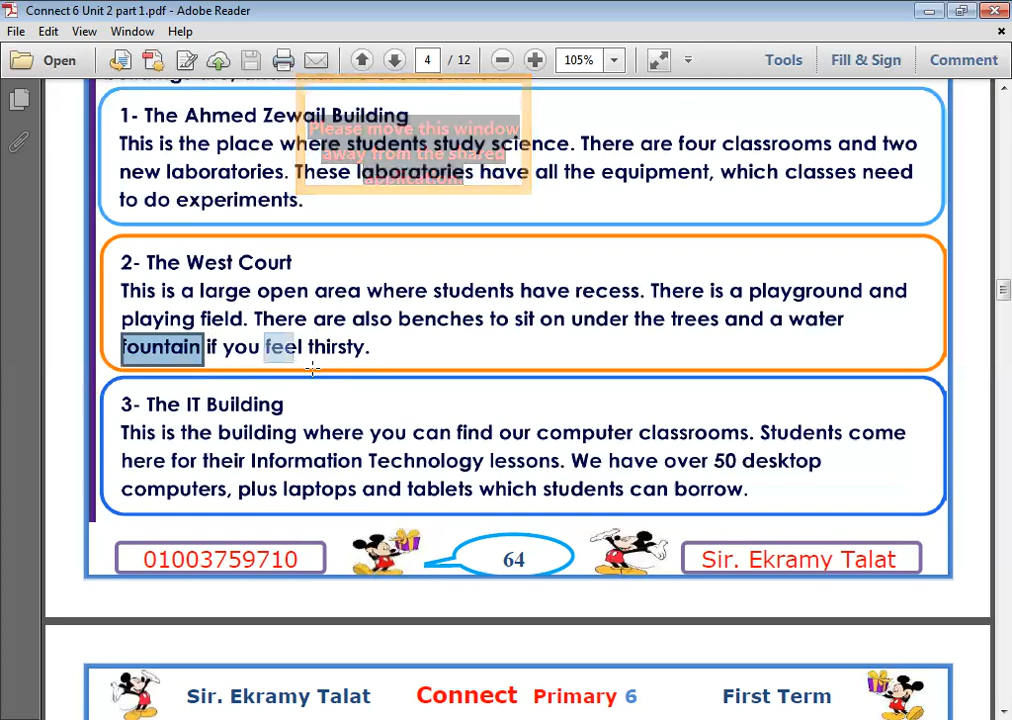 Connect 6 Unit 2 part 1.pdf - Adobe Reader
File Edit View Window Help
Open 4 / 12 105% Tools Fill & Sign Comment
1- The Ahmed Zewail Building
This is the place where students study science. There are four classrooms and two
new laboratories. These laboratories have all the equipment, which classes need
to do experiments.
Please move this window
away from the shared
application.
2- The West Court
This is a large open area where students have recess. There is a playground and
playing field. There are also benches to sit on under the trees and a water
fountain if you feel thirsty.
3- The IT Building
This is the building where you can find our computer classrooms. Students come
here for their Information Technology lessons. We have over 50 desktop
computers, plus laptops and tablets which students can borrow.
01003759710 64 Sir. Ekramy Talat
Sir. Ekramy Talat Connect Primary 6 First Term